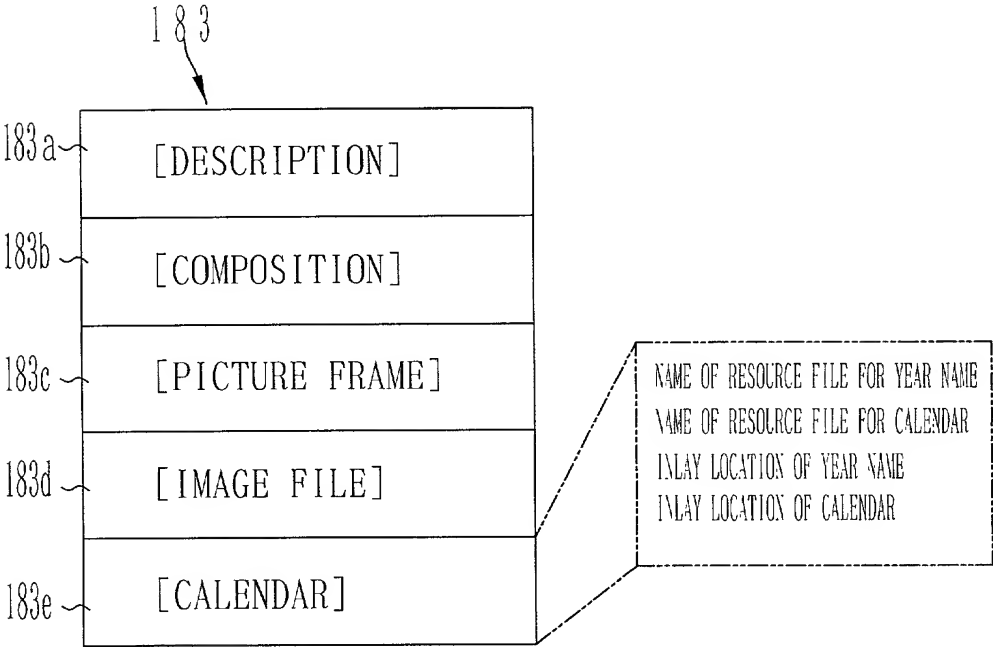 183
183a [DESCRIPTION]
183b [COMPOSITION]
183c [PICTURE FRAME]
183d [IMAGE FILE]
183e [CALENDAR]
NAME OF RESOURCE FILE FOR YEAR NAME
NAME OF RESOURCE FILE FOR CALENDAR
INLAY LOCATION OF YEAR NAME
INLAY LOCATION OF CALENDAR